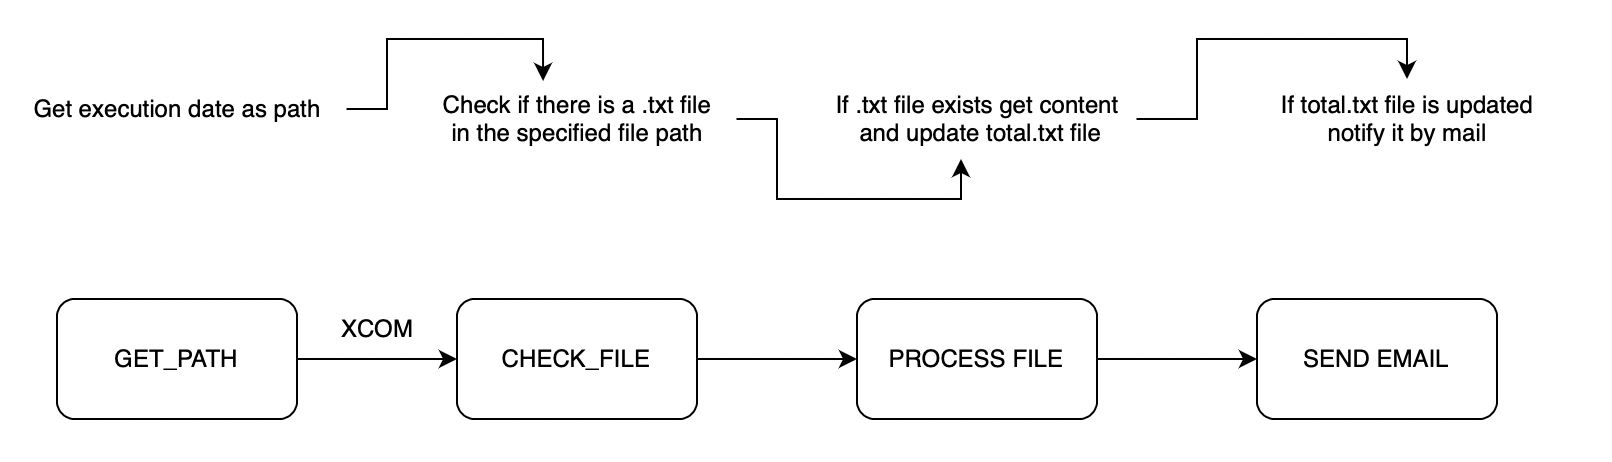 Get execution date as path
Check if there is a .txt file
in the specified file path
If .txt file exists get content
and update total.txt file
If total.txt file is updated
notify it by mail
GET_PATH
XCOM
CHECK_FILE
PROCESS FILE
SEND EMAIL